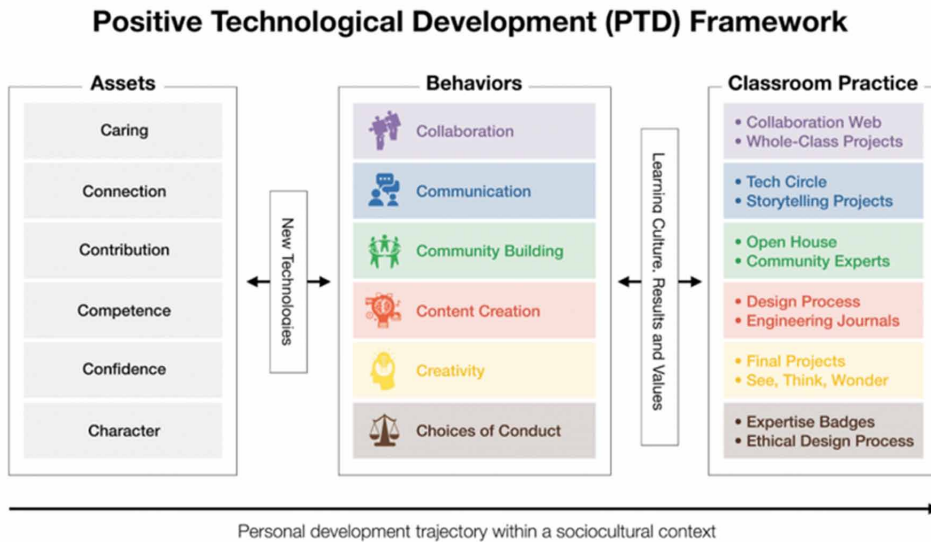 Positive Technological Development (PTD) Framework
Assets
Caring
Connection
Contribution
Competence
Confidence
Character
New Technologies
Behaviors
Collaboration
Communication
Community Building
Content Creation
Creativity
Choices of Conduct
Learning Culture, Results and Values
Classroom Practice
• Collaboration Web
• Whole-Class Projects
• Tech Circle
• Storytelling Projects
• Open House
• Community Experts
• Design Process
• Engineering Journals
• Final Projects
• See, Think, Wonder
• Expertise Badges
• Ethical Design Process
Personal development trajectory within a sociocultural context